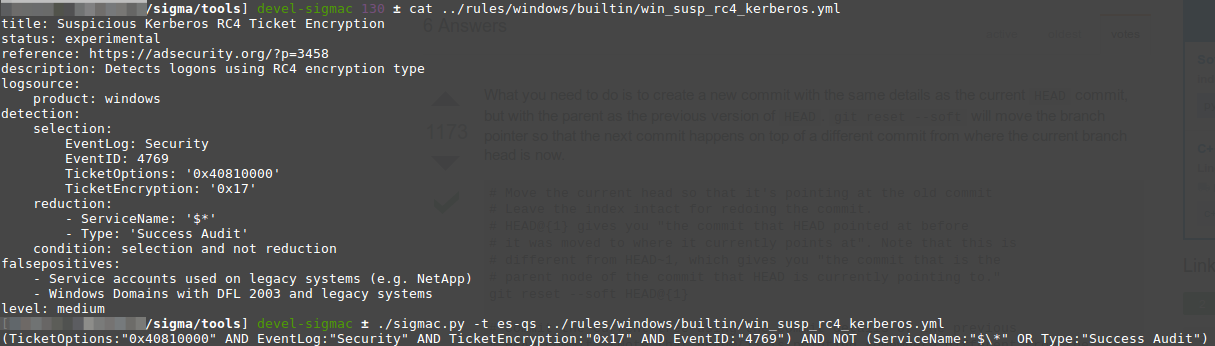 /sigma/tools] devel-sigmac 130 ± cat ../rules/windows/builtin/win_susp_rc4_kerberos.yml
title: Suspicious Kerberos RC4 Ticket Encryption
status: experimental
reference: https://adsecurity.org/?p=3458
description: Detects logons using RC4 encryption type
logsource:
    product: windows
detection:
    selection:
        EventLog: Security
        EventID: 4769
        TicketOptions: '0x40810000'
        TicketEncryption: '0x17'
    reduction:
        - ServiceName: '$*'
        - Type: 'Success Audit'
    condition: selection and not reduction
falsepositives:
    - Service accounts used on legacy systems (e.g. NetApp)
    - Windows Domains with DFL 2003 and legacy systems
level: medium
[/sigma/tools] devel-sigmac ± ./sigmac.py -t es-qs ../rules/windows/builtin/win_susp_rc4_kerberos.yml
(TicketOptions:"0x40810000" AND EventLog:"Security" AND TicketEncryption:"0x17" AND EventID:"4769") AND NOT (ServiceName:"$\*" OR Type:"Success Audit")
6 Answers
What you need to do is to create a new commit with the same details as the current HEAD commit,
but with the parent as the previous version of HEAD. git reset --soft will move the branch
pointer so that the next commit happens on top of a different commit from where the current branch
head is now.
1173
# Move the current head so that it's pointing at the old commit
# Leave the index intact for redoing the commit.
# HEAD@{1} gives you "the commit that HEAD pointed at before
# it was moved to where it currently points at". Note that this is
# different from HEAD~1, which gives you "the commit that is the
# parent node of the commit that HEAD is currently pointing to."
git reset --soft HEAD@{1}